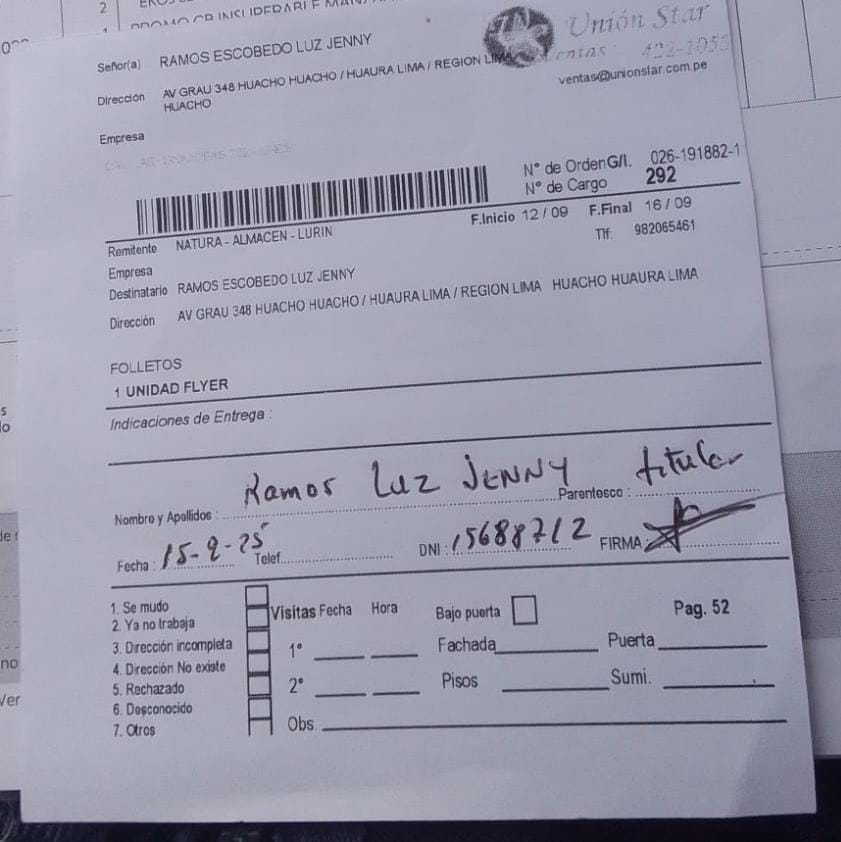 2
PROMO CR INSUPERABLE
Unión Star
Ventas: 422-1053
ventas@unionstar.com.pe
Señor(a) RAMOS ESCOBEDO LUZ JENNY
Dirección AV GRAU 348 HUACHO HUACHO / HUAURA LIMA / REGION LIMA
HUACHO
Empresa
N° de Orden G/I. 026-191882-1
N° de Cargo 292
F.Inicio 12 / 09 F.Final 16 / 09
Remitente NATURA - ALMACEN - LURIN
Tlf. 982065461
Empresa
Destinatario RAMOS ESCOBEDO LUZ JENNY
Dirección AV GRAU 348 HUACHO HUACHO / HUAURA LIMA / REGION LIMA HUACHO HUAURA LIMA
FOLLETOS
1 UNIDAD FLYER
Indicaciones de Entrega :
Nombre y Apellidos : Ramos Luz JENNY Parentesco : titular
Fecha : 15-9-25 Telef. DNI : 15688712 FIRMA:
1. Se mudo
2. Ya no trabaja
3. Dirección incompleta
4. Dirección No existe
5. Rechazado
6. Desconocido
7. Otros
Visitas Fecha Hora Bajo puerta Pag. 52
1° Fachada Puerta
2° Pisos Sumi.
Obs